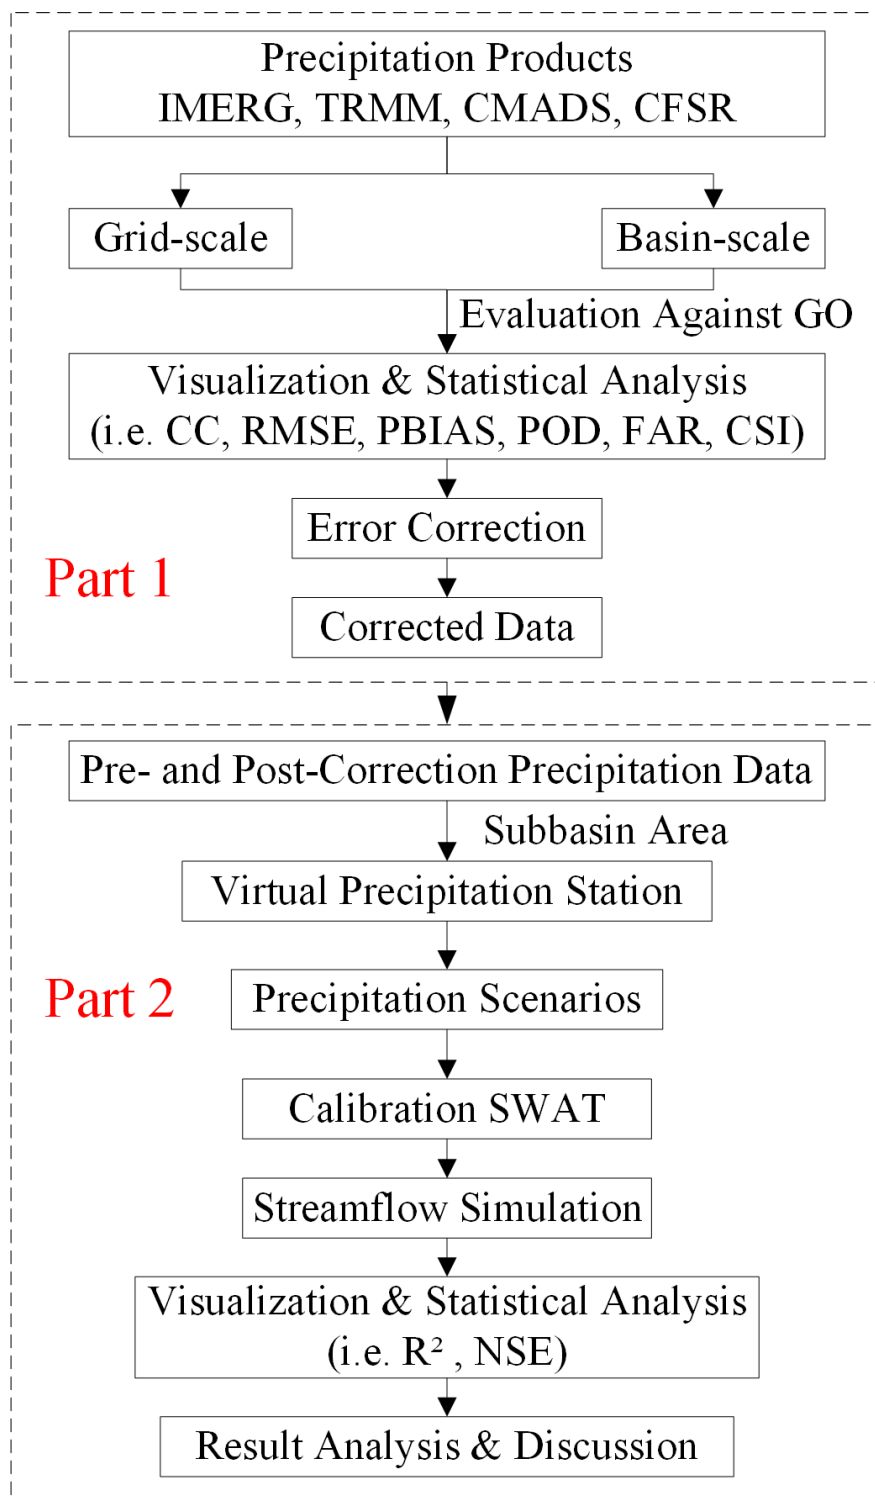 Precipitation Products
IMERG, TRMM, CMADS, CFSR
Grid-scale
Basin-scale
Evaluation Against GO
Visualization & Statistical Analysis
(i.e. CC, RMSE, PBIAS, POD, FAR, CSI)
Error Correction
Part 1
Corrected Data
Pre- and Post-Correction Precipitation Data
Subbasin Area
Virtual Precipitation Station
Part 2
Precipitation Scenarios
Calibration SWAT
Streamflow Simulation
Visualization & Statistical Analysis
(i.e. R² , NSE)
Result Analysis & Discussion